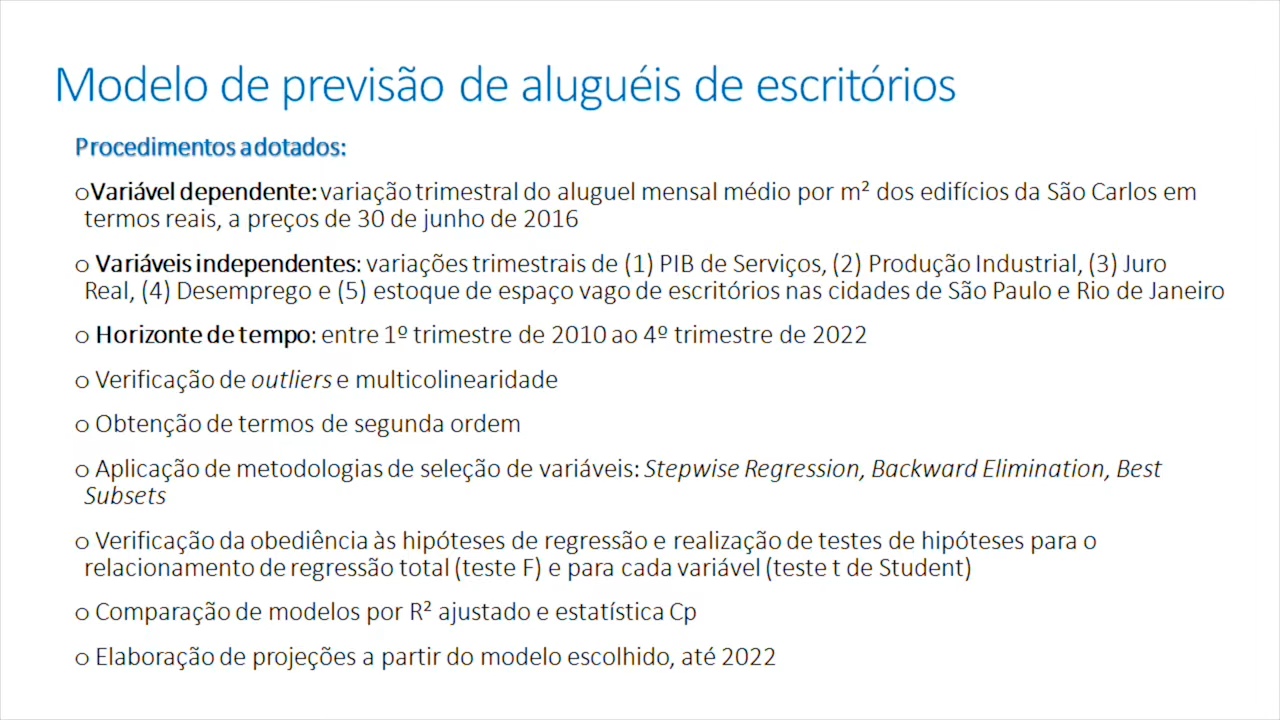 Modelo de previsão de aluguéis de escritórios
Procedimentos adotados:
oVariável dependente: variação trimestral do aluguel mensal médio por m² dos edifícios da São Carlos em
termos reais, a preços de 30 de junho de 2016
o Variáveis independentes: variações trimestrais de (1) PIB de Serviços, (2) Produção Industrial, (3) Juro
Real, (4) Desemprego e (5) estoque de espaço vago de escritórios nas cidades de São Paulo e Rio de Janeiro
o Horizonte de tempo: entre 1º trimestre de 2010 ao 4º trimestre de 2022
o Verificação de outliers e multicolinearidade
o Obtenção de termos de segunda ordem
o Aplicação de metodologias de seleção de variáveis: Stepwise Regression, Backward Elimination, Best
Subsets
o Verificação da obediência às hipóteses de regressão e realização de testes de hipóteses para o
relacionamento de regressão total (teste F) e para cada variável (teste t de Student)
o Comparação de modelos por R² ajustado e estatística Cp
o Elaboração de projeções a partir do modelo escolhido, até 2022